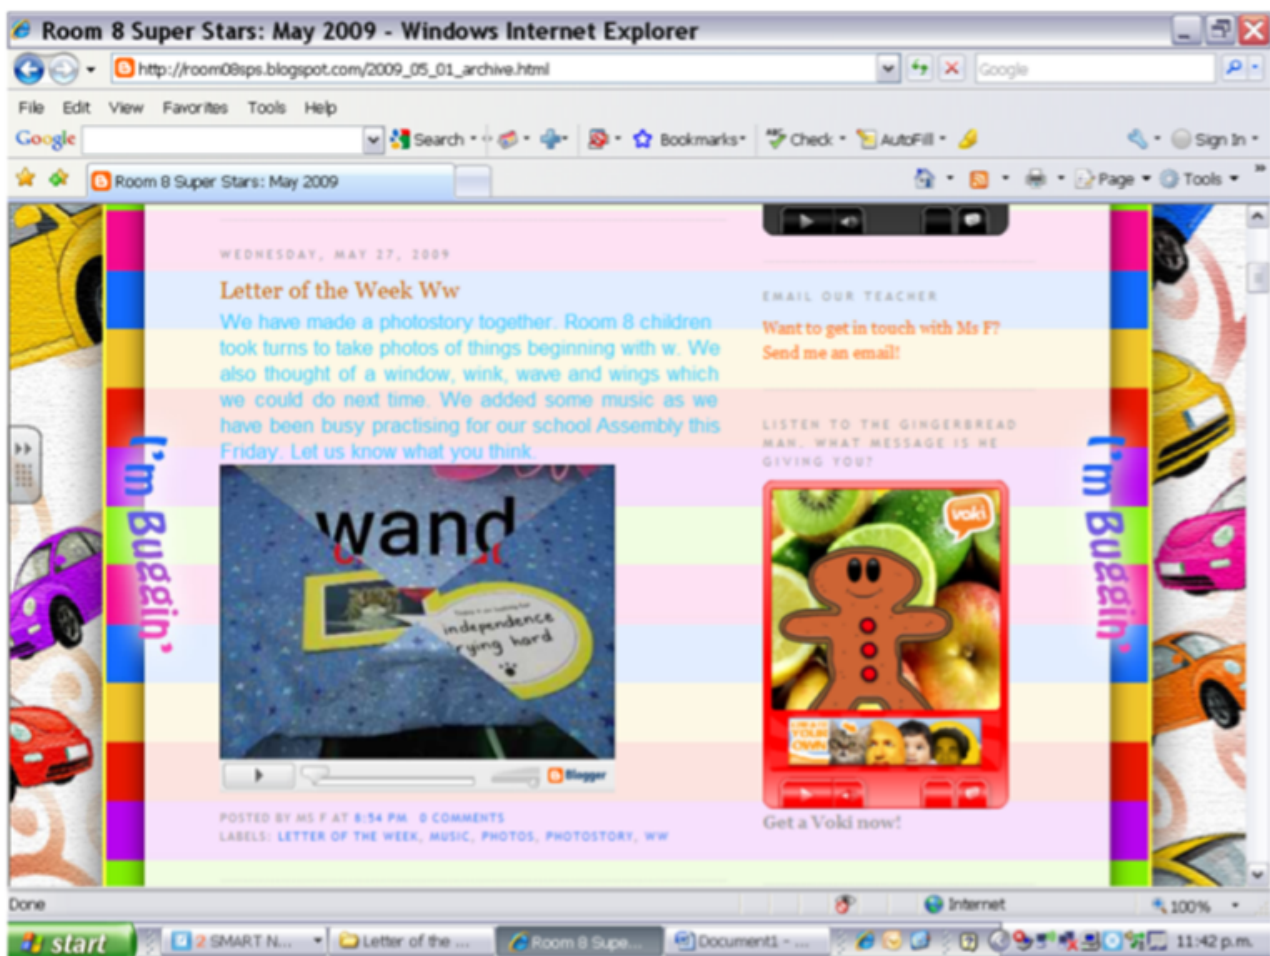 Room 8 Super Stars: May 2009 - Windows Internet Explorer
http://room08sps.blogspot.com/2009_05_01_archive.html
Google
File Edit View Favorites Tools Help
Google Search Bookmarks Check AutoFill Sign In
Room 8 Super Stars: May 2009
Page Tools
WEDNESDAY, MAY 27, 2009
Letter of the Week Ww
We have made a photostory together. Room 8 children
took turns to take photos of things beginning with w. We
also thought of a window, wink, wave and wings which
we could do next time. We added some music as we
have been busy practising for our school Assembly this
Friday. Let us know what you think.
wand
independence
rying hard
Blogger
POSTED BY MS F AT 8:54 PM 0 COMMENTS
LABELS: LETTER OF THE WEEK, MUSIC, PHOTOS, PHOTOSTORY, WW
EMAIL OUR TEACHER
Want to get in touch with Ms F?
Send me an email!
LISTEN TO THE GINGERBREAD
MAN. WHAT MESSAGE IS HE
GIVING YOU?
voki
CREATE
YOUR
OWN
Get a Voki now!
I'm Buggin'
I'm Buggin'
Done
Internet
100%
start
2 SMART N...
Letter of the ...
Room 8 Supe...
Document1 - ...
11:42 p.m.